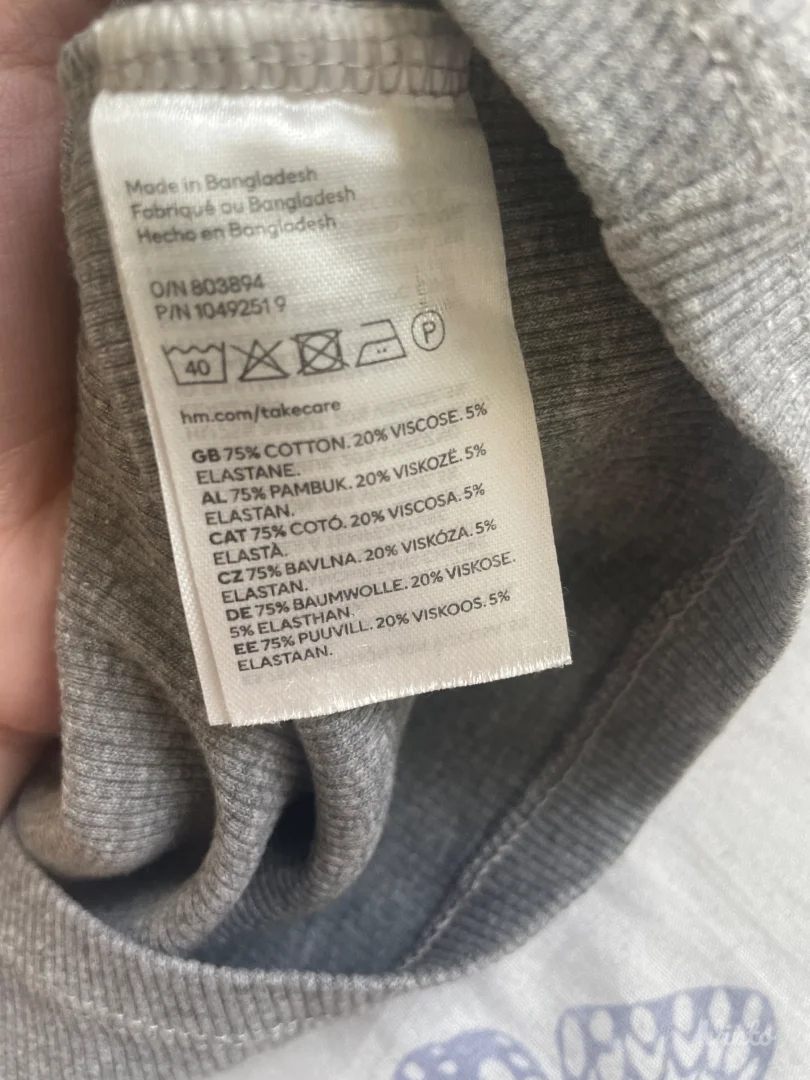 Made in Bangladesh
Fabriqué au Bangladesh
Hecho en Bangladesh
O/N 803894
P/N 1049251 9
40 P
hm.com/takecare
GB 75% COTTON. 20% VISCOSE. 5%
ELASTANE.
AL 75% PAMBUK. 20% VISKOZË. 5%
ELASTAN.
CAT 75% COTÓ. 20% VISCOSA. 5%
ELASTÀ.
CZ 75% BAVLNA. 20% VISKÓZA. 5%
ELASTAN.
DE 75% BAUMWOLLE. 20% VISKOSE.
5% ELASTHAN.
EE 75% PUUVILL. 20% VISKOOS. 5%
ELASTAAN.